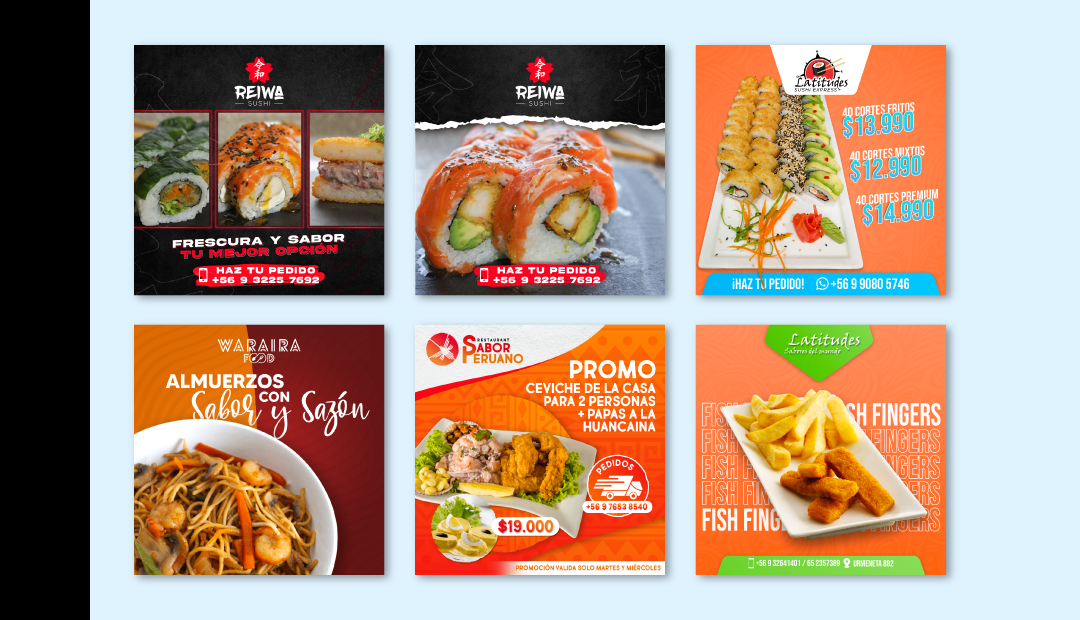 令
和
REIWA
SUSHI
FRESCURA Y SABOR
TU MEJOR OPCIÓN
HAZ TU PEDIDO
+56 9 3225 7692
令
和
REIWA
SUSHI
HAZ TU PEDIDO
+56 9 3225 7692
Latitudes
SUSHI EXPRESS
40 CORTES FRITOS
$13.990
40 CORTES MIXTOS
$12.990
40 CORTES PREMIUM
$14.990
¡HAZ TU PEDIDO! +56 9 9080 5746
WARAIRA
FOOD
ALMUERZOS
CON
Sabor y Sazón
RESTAURANT
SABOR
PERUANO
PROMO
CEVICHE DE LA CASA
PARA 2 PERSONAS
+ PAPAS A LA
HUANCAINA
PEDIDOS
+56 9 7653 8540
$19.000
PROMOCIÓN VALIDA SOLO MARTES Y MIÉRCOLES
Latitudes
Sabores del mundo
FISH FINGERS
FISH FINGERS
FISH FINGERS
FISH FINGERS
FISH FINGERS
+56 9 32641401 / 65 2357389 URMENETA 882